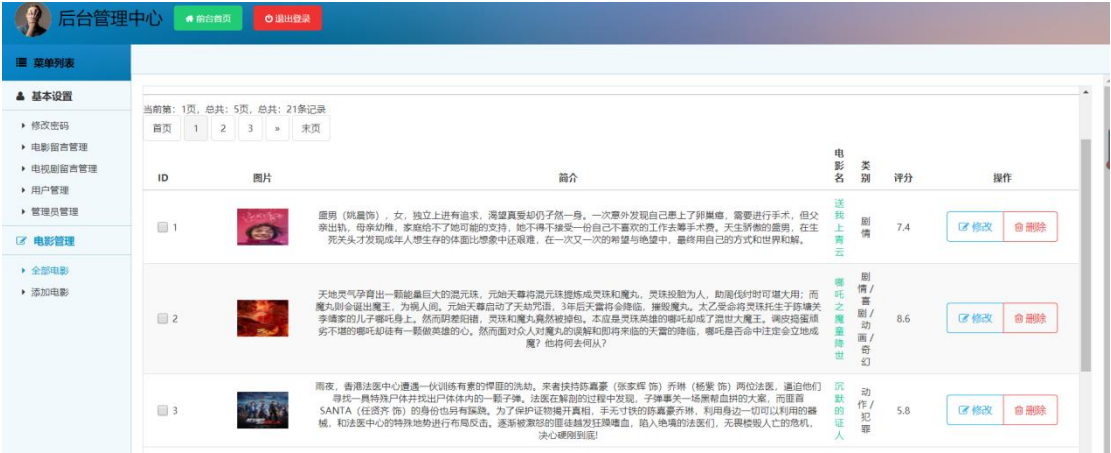 后台管理中心 前台首页 退出登录
菜单列表
基本设置
修改密码
电影留言管理
电视剧留言管理
用户管理
管理员管理
电影管理
全部电影
添加电影
当前第：1页，总共：5页，总共：21条记录
首页 1 2 3 » 末页
ID 图片 简介 电影名 类别 评分 操作
1
盛男（姚晨饰），女，独立上进有追求，渴望真爱却仍孑然一身。一次意外发现自己患上了卵巢癌，需要进行手术，但父
亲出轨，母亲幼稚，家庭给不了她可能的支持，她不得不接受一份自己不喜欢的工作去筹手术费。天生骄傲的盛男，在生
死关头才发现成年人想生存的体面比想象中还艰难，在一次又一次的希望与绝望中，最终用自己的方式和世界和解。
送我上青云
剧情
7.4
修改 删除
2
天地灵气孕育出一颗能量巨大的混元珠，元始天尊将混元珠提炼成灵珠和魔丸，灵珠投胎为人，助周伐纣时可堪大用；而
魔丸则会诞出魔王，为祸人间。元始天尊启动了天劫咒语，3年后天雷将会降临，摧毁魔丸。太乙受命将灵珠托生于陈塘关
李靖家的儿子哪吒身上。然而阴差阳错，灵珠和魔丸竟然被掉包。本应是灵珠英雄的哪吒却成了混世大魔王。调皮捣蛋顽
劣不堪的哪吒却徒有一颗做英雄的心。然而面对众人对魔丸的误解和即将来临的天雷的降临，哪吒是否命中注定会立地成
魔？他将何去何从？
哪吒之魔童降世
剧情/喜剧/动画/奇幻
8.6
修改 删除
3
雨夜，香港法医中心遭遇一伙训练有素的悍匪的洗劫。来者挟持陈嘉豪（张家辉 饰）乔琳（杨紫 饰）两位法医，逼迫他们
寻找一具特殊尸体并找出尸体体内的一颗子弹。法医在解剖的过程中发现，子弹事关一场黑帮血拼的大案，而匪首
SANTA（任贤齐 饰）的身份也另有蹊跷。为了保护证物揭开真相，手无寸铁的陈嘉豪乔琳，利用身边一切可以利用的器
械，和法医中心的特殊地势进行布局反击。逐渐被激怒的匪徒越发狂躁嗜血，陷入绝境的法医们，无畏楼毁人亡的危机，
决心硬刚到底!
沉默的证人
动作/犯罪
5.8
修改 删除